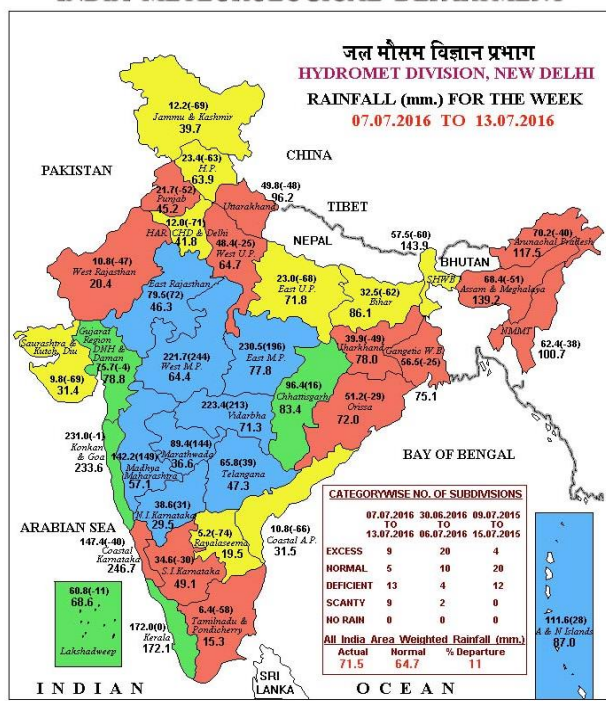 INDIA METEOROLOGICAL DEPARTMENT
जल मौसम विज्ञान प्रभाग
HYDROMET DIVISION, NEW DELHI
RAINFALL (mm.) FOR THE WEEK
07.07.2016 TO 13.07.2016
12.2(-69)
Jammu & Kashmir
39.7
CHINA
23.4(-63)
H.P.
63.9
PAKISTAN
21.7(-52)
Punjab
45.2
49.8(-48)
96.2
Uttarakhand
TIBET
12.0(-71)
HAR. CHD & Delhi
41.8
48.4(-25)
West U.P.
64.7
NEPAL
57.5(-60)
143.9
SHWB
BHUTAN
70.2(-40)
Arunachal Pradesh
117.5
10.8(-47)
West Rajasthan
20.4
East Rajasthan
79.5(72)
46.3
23.0(-68)
East U.P.
71.8
32.5(-62)
Bihar
86.1
68.4(-51)
Assam & Meghalaya
139.2
NMMT
62.4(-38)
100.7
Saurashtra &
Kutch, Diu
9.8(-69)
31.4
Gujarat
Region
DNH &
Daman
75.7(-4)
78.8
221.7(244)
West M.P.
64.4
230.5(196)
East M.P.
77.8
39.9(-49)
Jharkhand
78.0
Gangetic W.B.
56.5(-25)
75.1
96.4(16)
Chhattisgarh
83.4
51.2(-29)
Orissa
72.0
223.4(213)
Vidarbha
71.3
231.0(-1)
Konkan
& Goa
233.6
142.2(149)
Madhya
Maharashtra
57.1
89.4(144)
Marathwada
36.6
65.8(39)
Telangana
47.3
BAY OF BENGAL
38.6(31)
N.I.Karnataka
29.5
ARABIAN SEA
147.4(-40)
Coastal
Karnataka
246.7
5.2(-74)
Rayalaseema
19.5
10.8(-66)
Coastal A.P.
31.5
34.6(-30)
S.I.Karnataka
49.1
60.8(-11)
68.6
Lakshadweep
172.0(0)
Kerala
172.1
6.4(-58)
Tamilnadu &
Pondicherry
15.3
CATEGORYWISE NO. OF SUBDIVISIONS
07.07.2016 30.06.2016 09.07.2015
TO TO TO
13.07.2016 06.07.2016 15.07.2015
EXCESS 9 20 4
NORMAL 5 10 20
DEFICIENT 13 4 12
SCANTY 9 2 0
NO RAIN 0 0 0
All India Area Weighted Rainfall (mm.)
Actual Normal % Departure
71.5 64.7 11
111.6(28)
A & N Islands
87.0
SRI
LANKA
INDIAN OCEAN